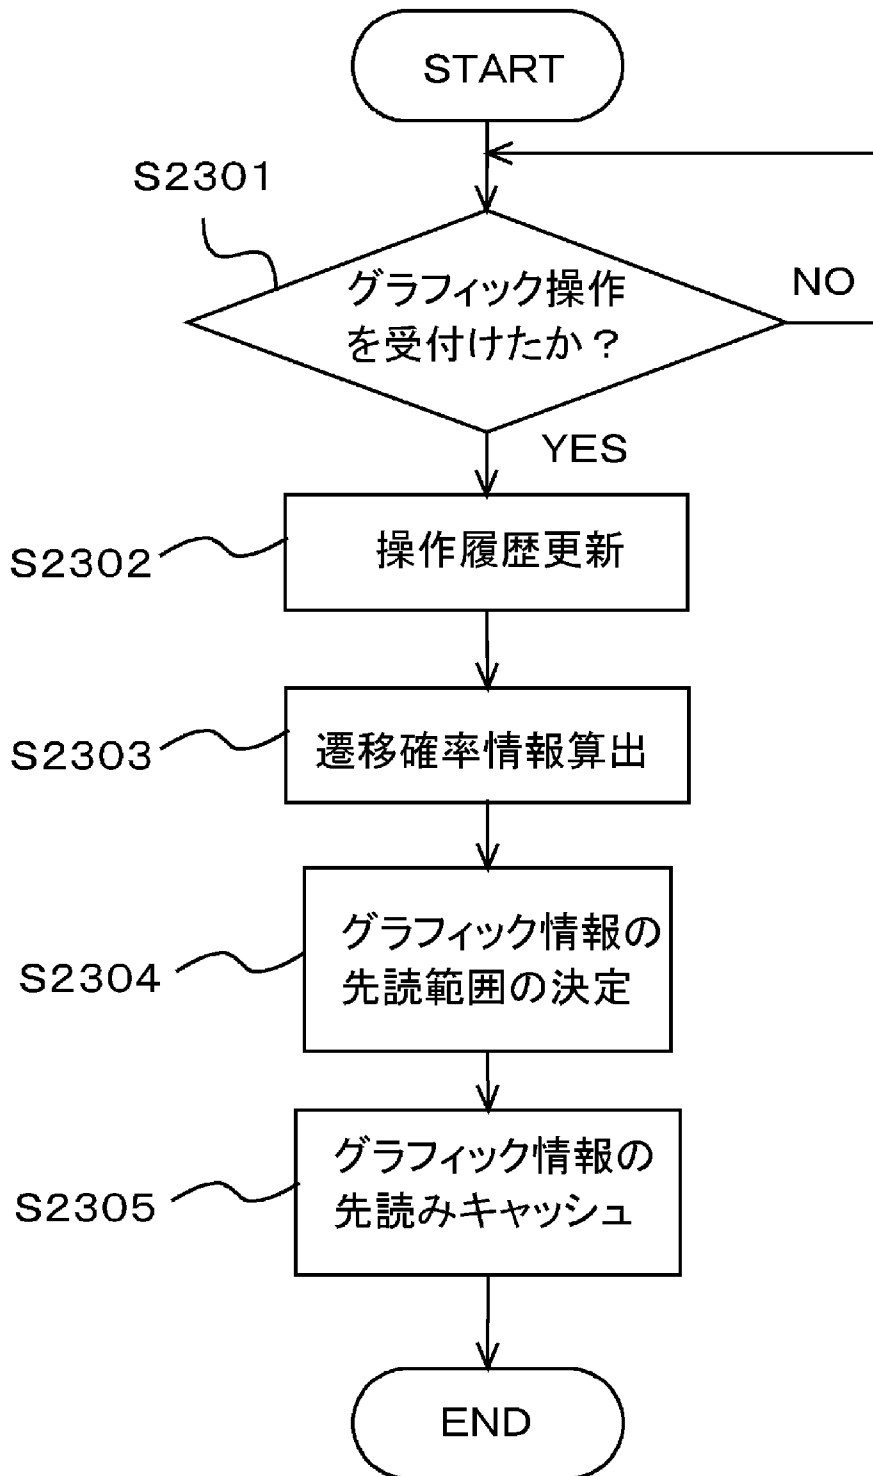 START
S2301
グラフィック操作
を受付けたか？
NO
YES
S2302
操作履歴更新
S2303
遷移確率情報算出
S2304
グラフィック情報の
先読範囲の決定
S2305
グラフィック情報の
先読みキャッシュ
END